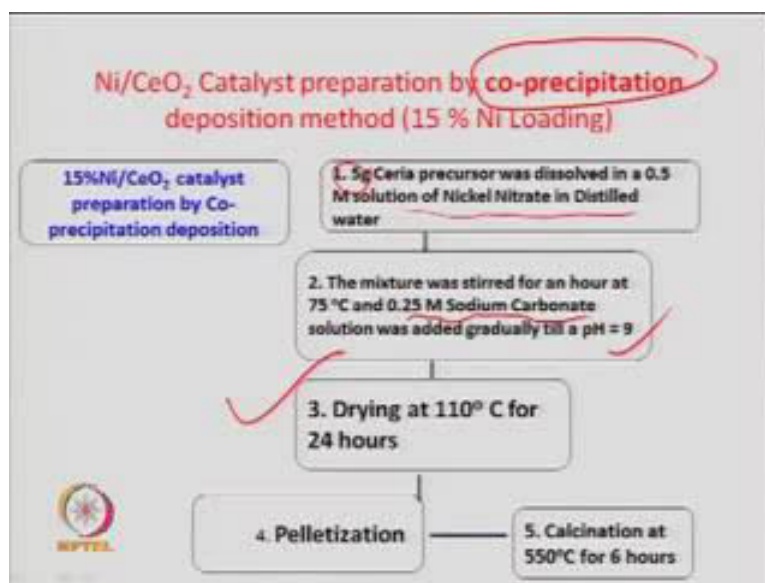 Ni/CeO₂ Catalyst preparation by co-precipitation
deposition method (15 % Ni Loading)
15%Ni/CeO₂ catalyst
preparation by Co-
precipitation deposition
1. 5g Ceria precursor was dissolved in a 0.5
M solution of Nickel Nitrate in Distilled
water
2. The mixture was stirred for an hour at
75 °C and 0.25 M Sodium Carbonate
solution was added gradually till a pH = 9
3. Drying at 110° C for
24 hours
4. Pelletization
5. Calcination at
550°C for 6 hours
NPTEL